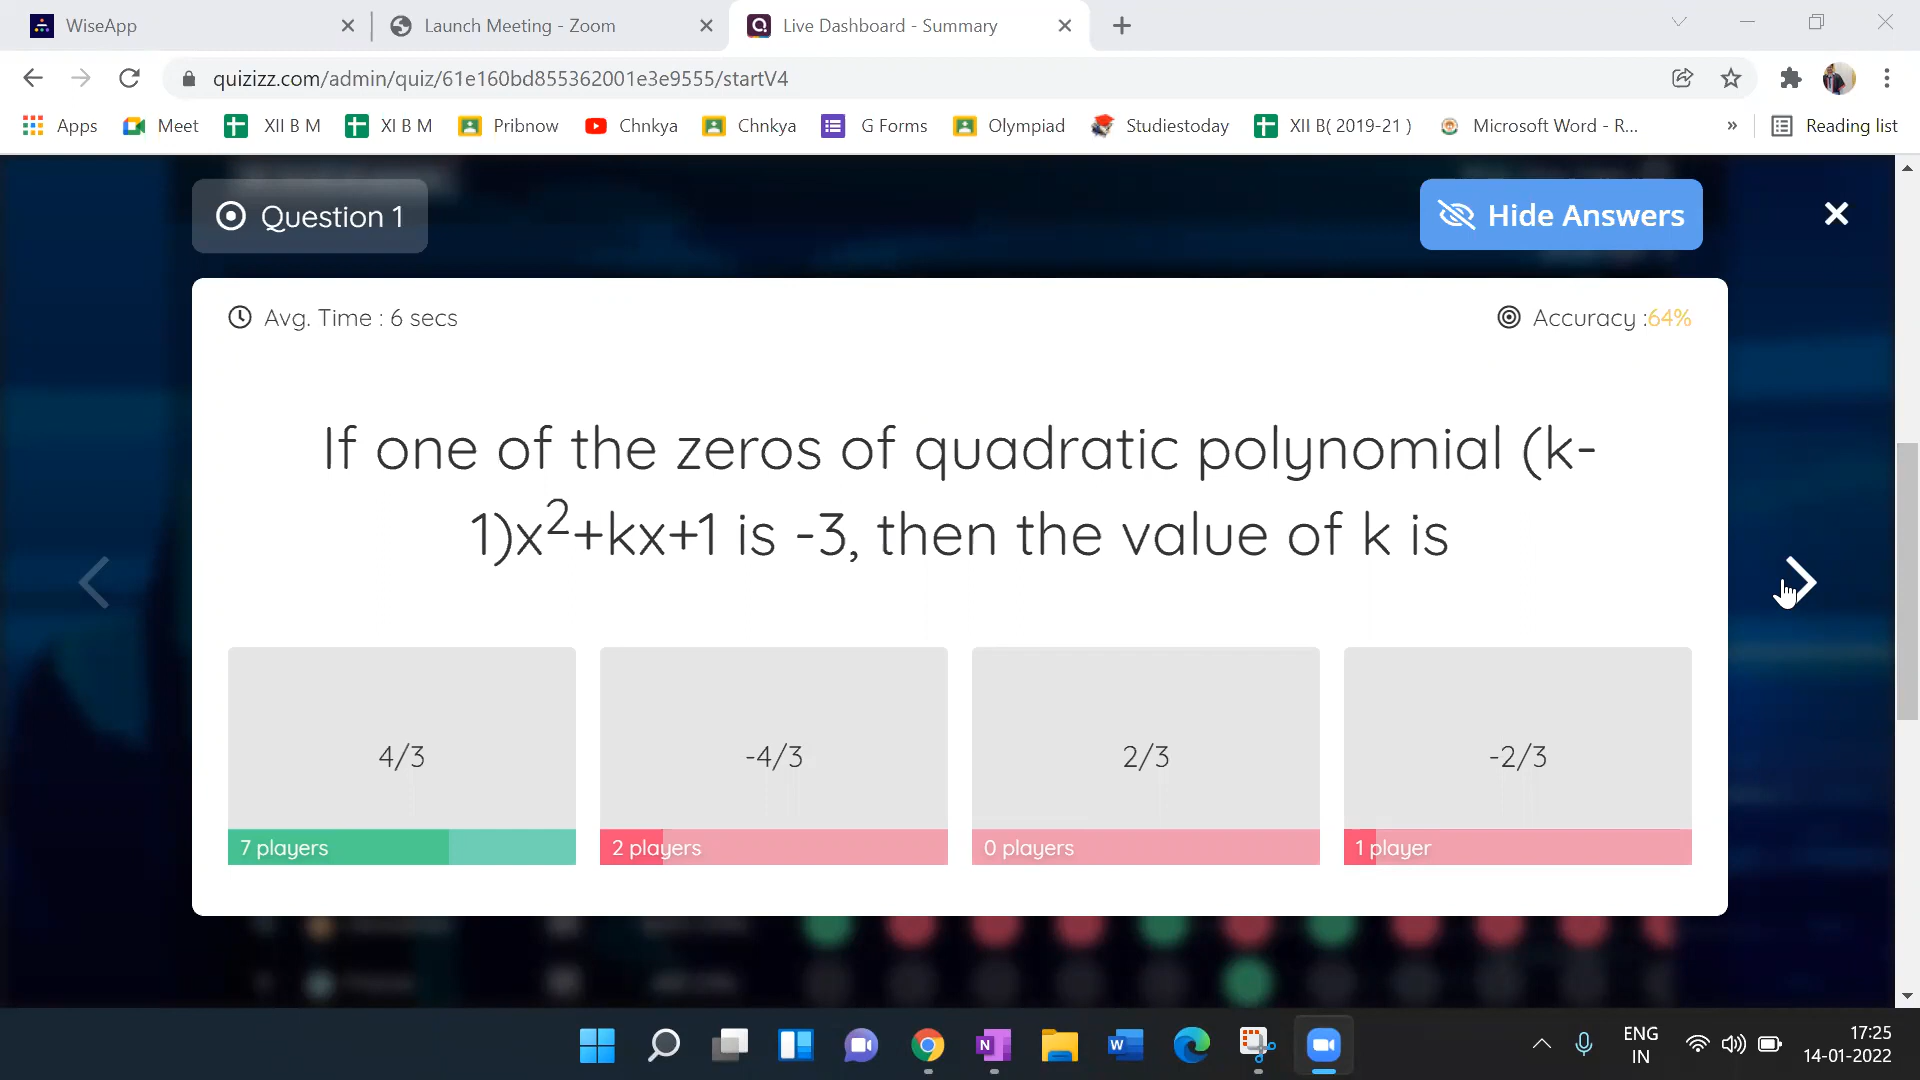 WiseApp
Launch Meeting - Zoom
Live Dashboard - Summary
quizizz.com/admin/quiz/61e160bd855362001e3e9555/startV4
Apps
Meet
XII B M
XI B M
Pribnow
Chnkya
Chnkya
G Forms
Olympiad
Studiestoday
XII B( 2019-21 )
Microsoft Word - R...
»
Reading list
Question 1
Hide Answers
Avg. Time : 6 secs
Accuracy :64%
If one of the zeros of quadratic polynomial (k-
1)x²+kx+1 is -3, then the value of k is
4/3
-4/3
2/3
-2/3
7 players
2 players
0 players
1 player
ENG
IN
17:25
14-01-2022